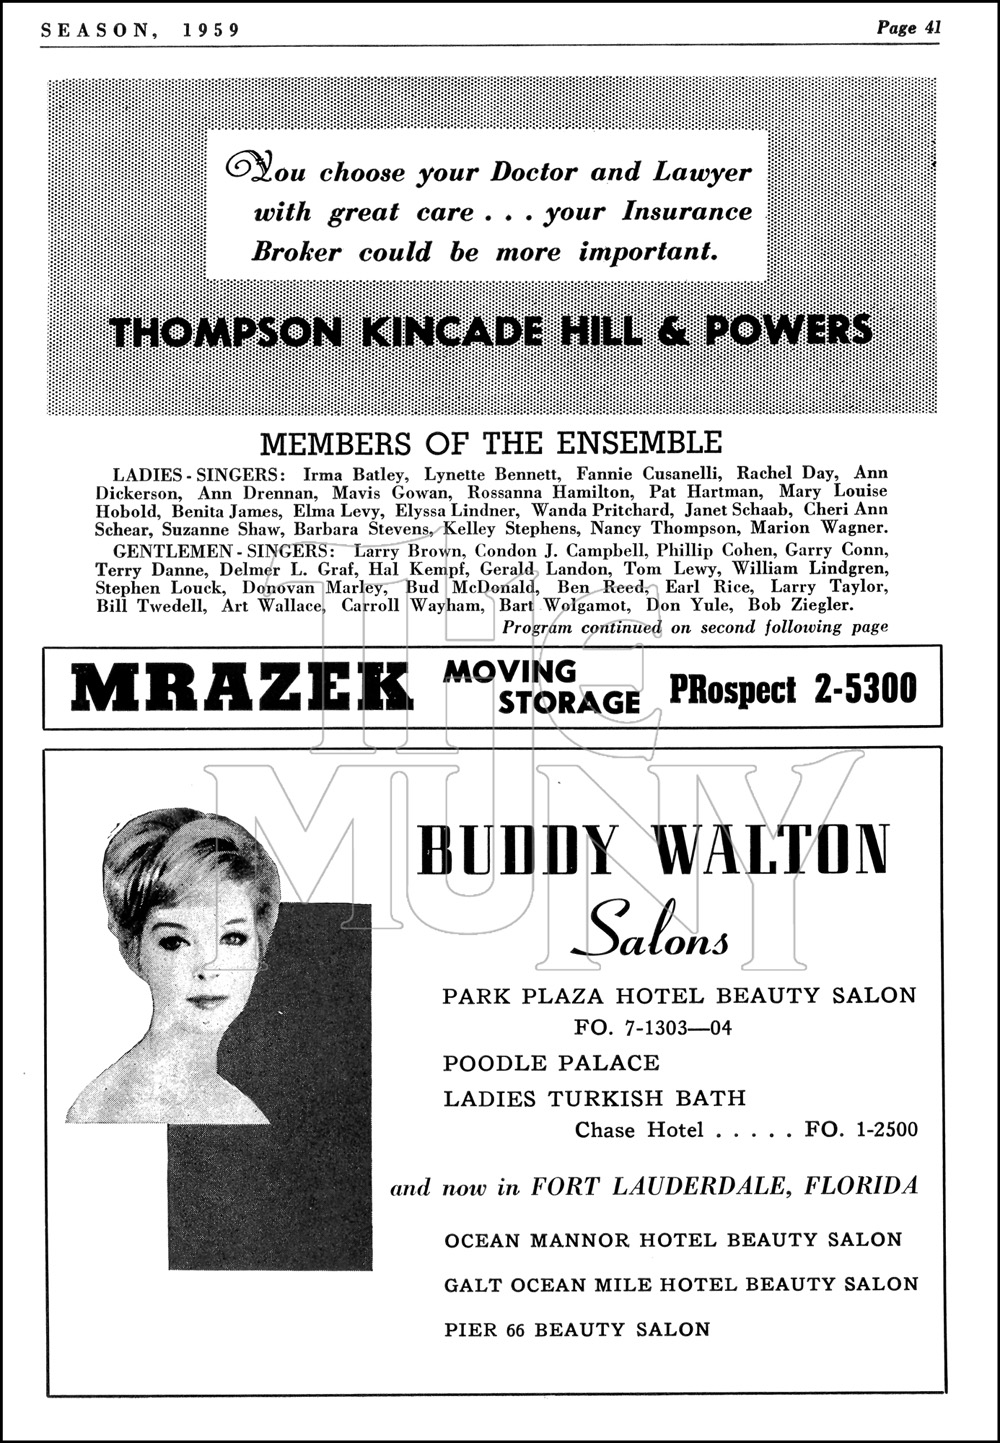 SEASON, 1959
Page 41
You choose your Doctor and Lawyer
with great care . . . your Insurance
Broker could be more important.
THOMPSON KINCADE HILL & POWERS
MEMBERS OF THE ENSEMBLE
LADIES - SINGERS: Irma Batley, Lynette Bennett, Fannie Cusanelli, Rachel Day, Ann
Dickerson, Ann Drennan, Mavis Gowan, Rossanna Hamilton, Pat Hartman, Mary Louise
Hobold, Benita James, Elma Levy, Elyssa Lindner, Wanda Pritchard, Janet Schaab, Cheri Ann
Schear, Suzanne Shaw, Barbara Stevens, Kelley Stephens, Nancy Thompson, Marion Wagner.
GENTLEMEN - SINGERS: Larry Brown, Condon J. Campbell, Phillip Cohen, Garry Conn,
Terry Danne, Delmer L. Graf, Hal Kempf, Gerald Landon, Tom Lewy, William Lindgren,
Stephen Louck, Donovan Marley, Bud McDonald, Ben Reed, Earl Rice, Larry Taylor,
Bill Twedell, Art Wallace, Carroll Wayham, Bart Wolgamot, Don Yule, Bob Ziegler.
Program continued on second following page
MRAZEK MOVING STORAGE PRospect 2-5300
THE
MUNY
BUDDY WALTON
Salons
PARK PLAZA HOTEL BEAUTY SALON
FO. 7-1303—04
POODLE PALACE
LADIES TURKISH BATH
Chase Hotel . . . . . FO. 1-2500
and now in FORT LAUDERDALE, FLORIDA
OCEAN MANNOR HOTEL BEAUTY SALON
GALT OCEAN MILE HOTEL BEAUTY SALON
PIER 66 BEAUTY SALON